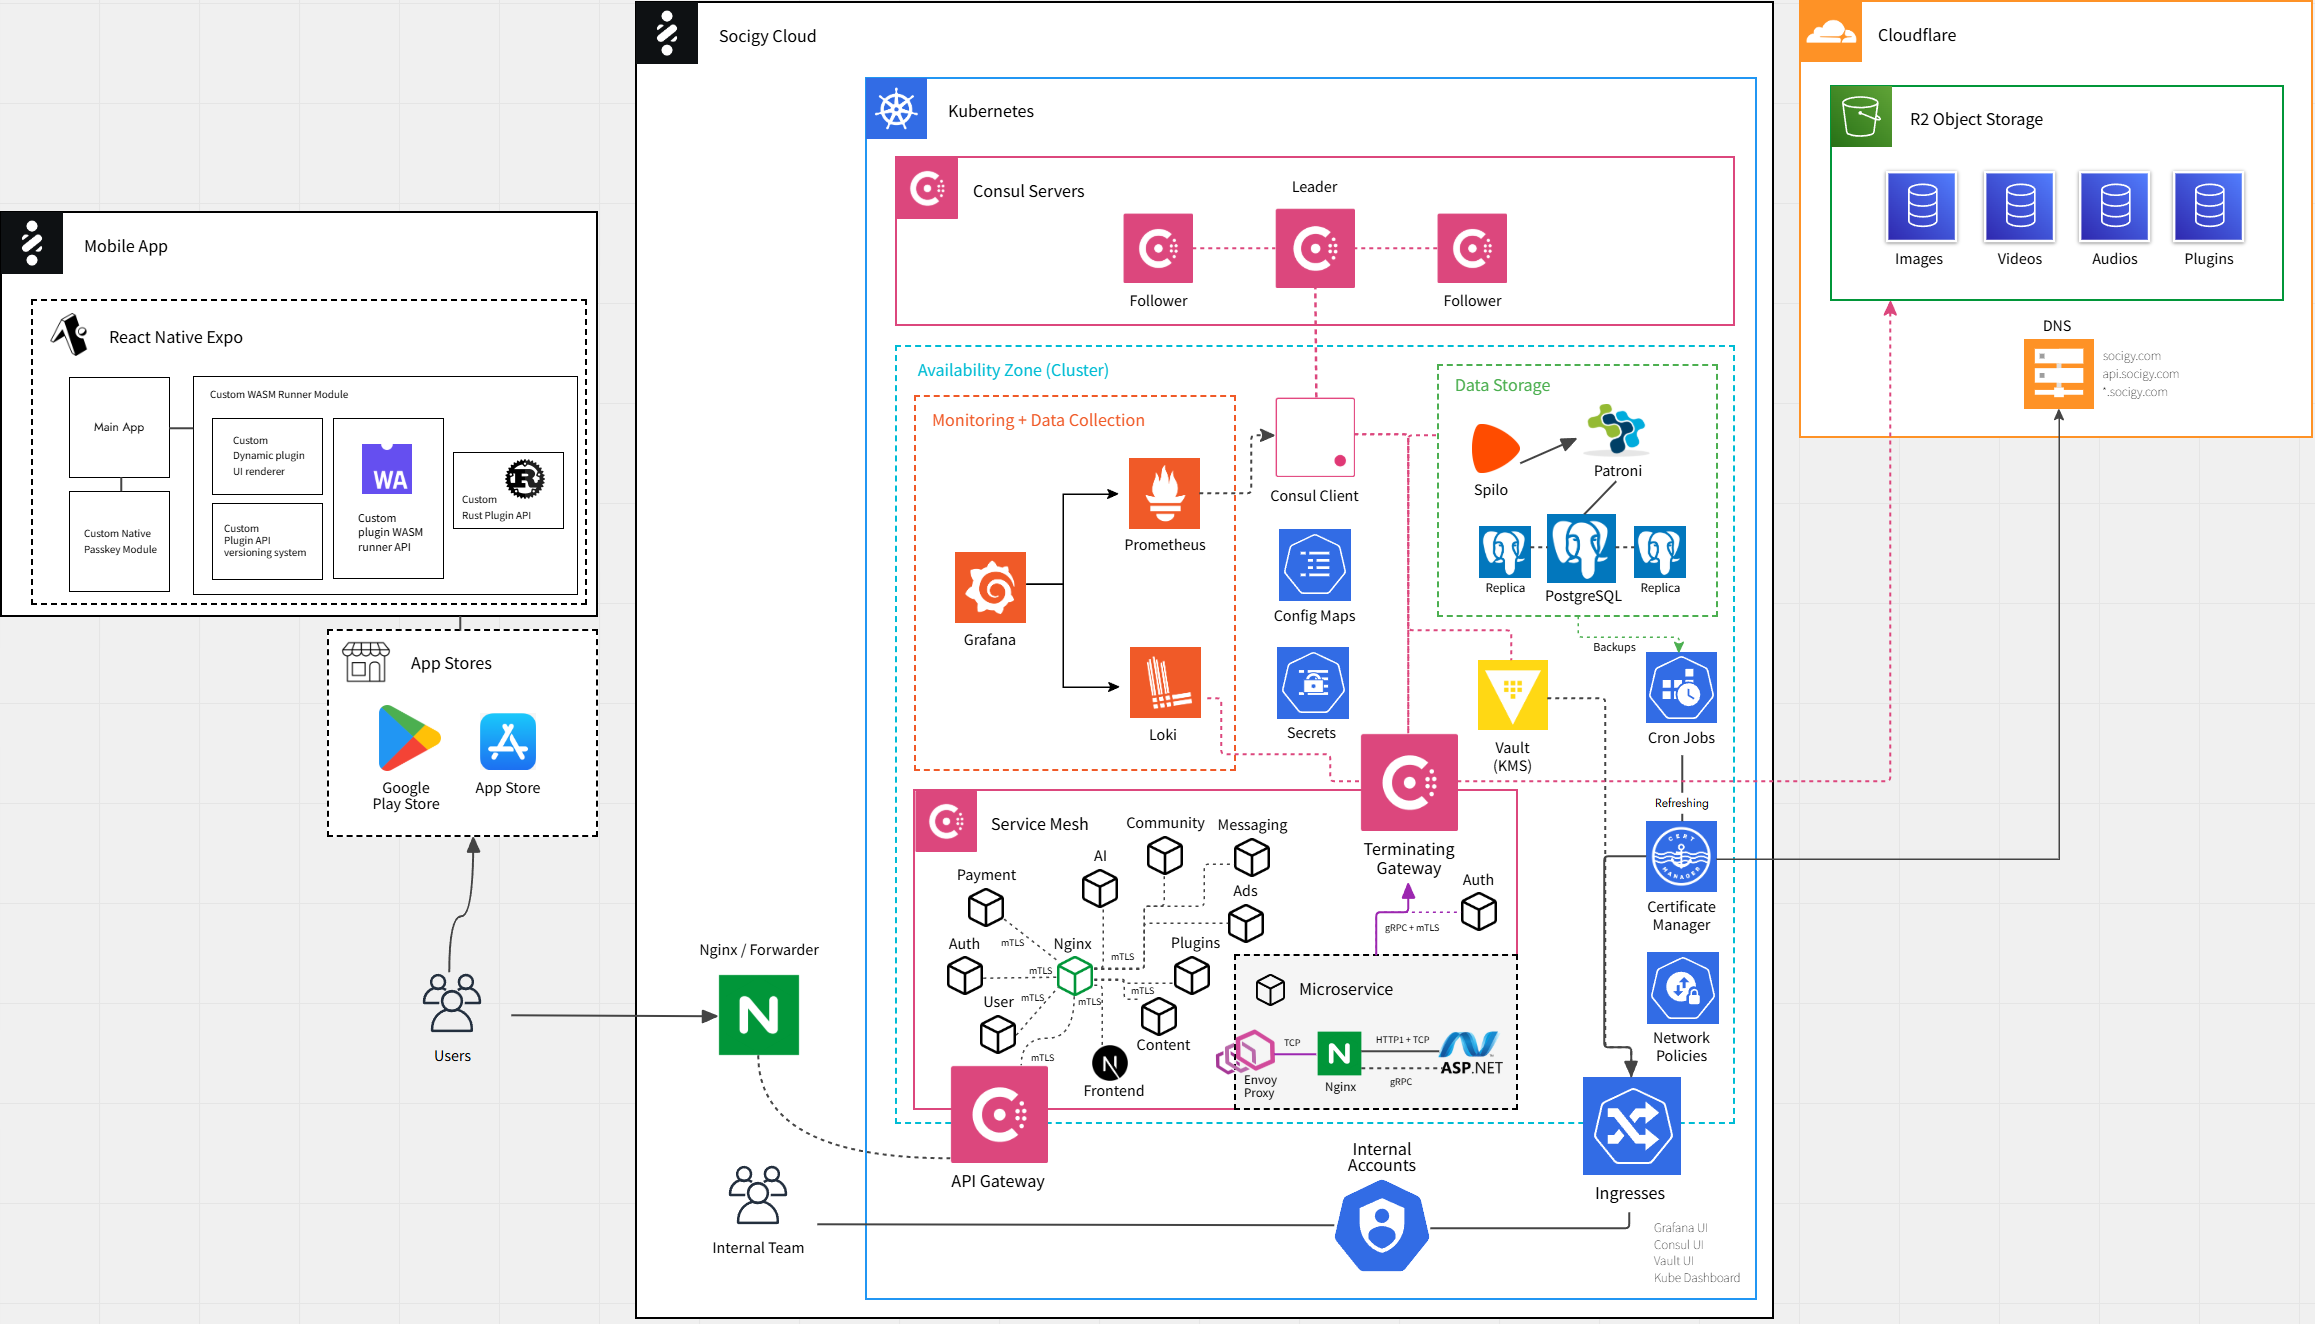 Mobile App
React Native Expo
Main App
Custom Native
Passkey Module
Custom WASM Runner Module
Custom
Dynamic plugin
UI renderer
Custom
Plugin API
versioning system
WA
Custom
plugin WASM
runner API
Custom
Rust Plugin API
App Stores
Google
Play Store
App Store
Users
Socigy Cloud
Nginx / Forwarder
Internal Team
Kubernetes
Consul Servers
Leader
Follower
Follower
Availability Zone (Cluster)
Monitoring + Data Collection
Prometheus
Grafana
Loki
Consul Client
Config Maps
Secrets
Data Storage
Spilo
Patroni
Replica
PostgreSQL
Replica
Backups
Vault
(KMS)
Cron Jobs
Refreshing
CERT
MANAGER
Certificate
Manager
Network
Policies
Service Mesh
Community
Messaging
AI
Payment
Ads
Auth
mTLS
Nginx
mTLS
Plugins
mTLS
User
mTLS
mTLS
mTLS
Content
mTLS
Frontend
API Gateway
Terminating
Gateway
Auth
gRPC + mTLS
Microservice
TCP
HTTP1 + TCP
gRPC
Envoy
Proxy
Nginx
ASP.NET
Internal
Accounts
Ingresses
Grafana UI
Consul UI
Vault UI
Kube Dashboard
Cloudflare
R2 Object Storage
Images
Videos
Audios
Plugins
DNS
socigy.com
api.socigy.com
*.socigy.com